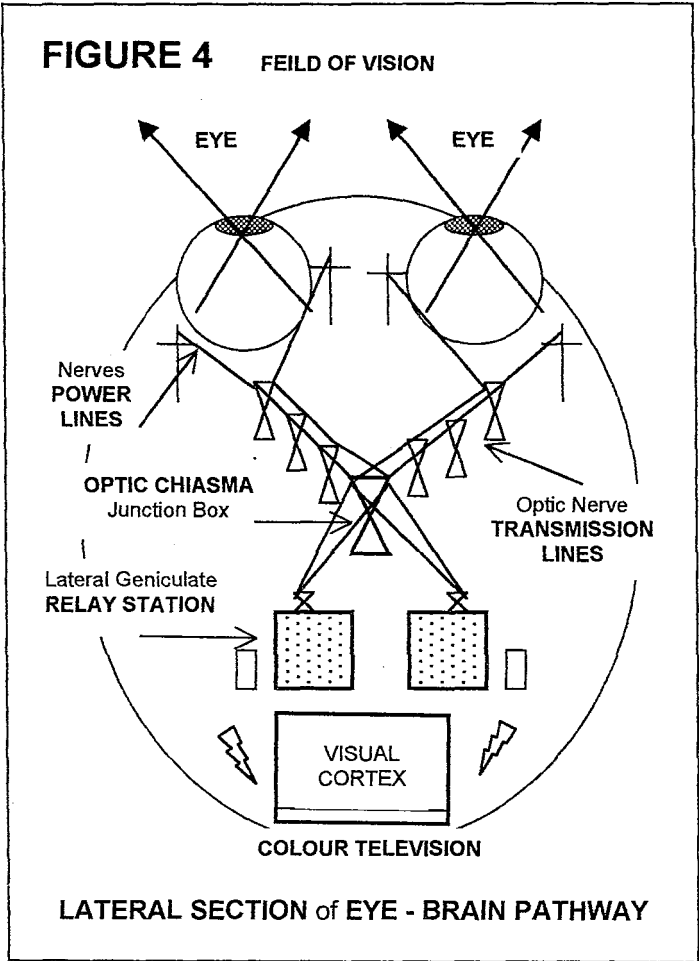 FIGURE 4
FEILD OF VISION
EYE
EYE
Nerves
POWER
LINES
OPTIC CHIASMA
Junction Box
Optic Nerve
TRANSMISSION
LINES
Lateral Geniculate
RELAY STATION
VISUAL
CORTEX
COLOUR TELEVISION
LATERAL SECTION of EYE - BRAIN PATHWAY